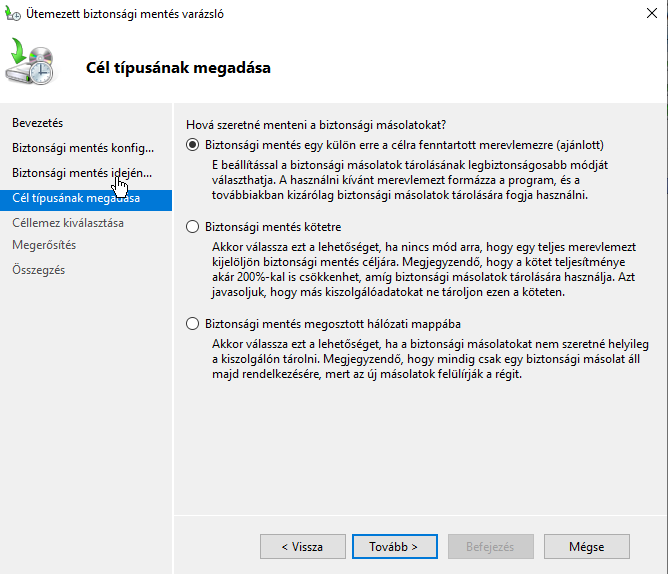 Ütemezett biztonsági mentés varázsló
Cél típusának megadása
Bevezetés
Biztonsági mentés konfig...
Biztonsági mentés idején...
Cél típusának megadása
Céllemez kiválasztása
Megerősítés
Összegzés
Hová szeretné menteni a biztonsági másolatokat?
Biztonsági mentés egy külön erre a célra fenntartott merevlemezre (ajánlott)
E beállítással a biztonsági másolatok tárolásának legbiztonságosabb módját
választhatja. A használni kívánt merevlemezt formázza a program, és a
továbbiakban kizárólag biztonsági másolatok tárolására fogja használni.
Biztonsági mentés kötetre
Akkor válassza ezt a lehetőséget, ha nincs mód arra, hogy egy teljes merevlemezt
kijelöljön biztonsági mentés céljára. Megjegyzendő, hogy a kötet teljesítménye
akár 200%-kal is csökkenhet, amíg biztonsági másolatok tárolására használja. Azt
javasoljuk, hogy más kiszolgálóadatokat ne tároljon ezen a köteten.
Biztonsági mentés megosztott hálózati mappába
Akkor válassza ezt a lehetőséget, ha a biztonsági másolatokat nem szeretné helyileg
a kiszolgálón tárolni. Megjegyzendő, hogy mindig csak egy biztonsági másolat áll
majd rendelkezésére, mert az új másolatok felülírják a régit.
< Vissza
Tovább >
Befejezés
Mégse